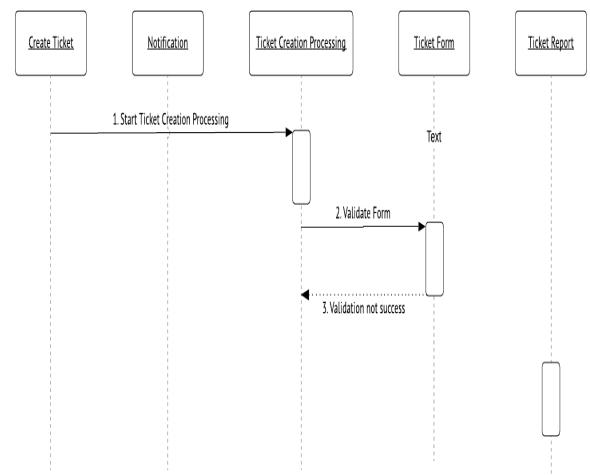 Create Ticket
Notification
Ticket Creation Processing
Ticket Form
Ticket Report
1. Start Ticket Creation Processing
Text
2. Validate Form
3. Validation not success